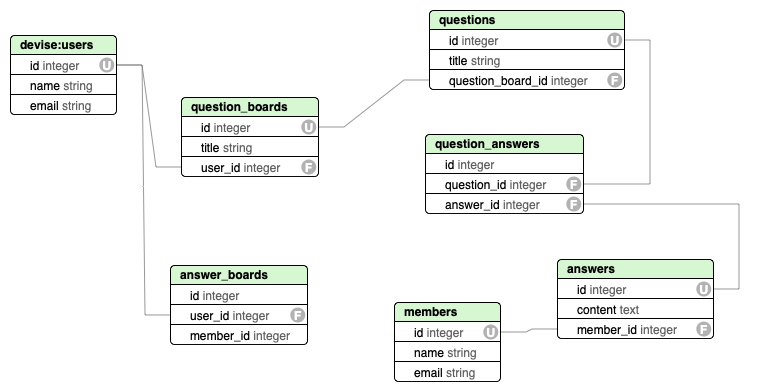 devise:users
id integer U
name string
email string
question_boards
id integer U
title string
user_id integer F
answer_boards
id integer
user_id integer F
member_id integer
questions
id integer U
title string
question_board_id integer F
question_answers
id integer
question_id integer F
answer_id integer F
answers
id integer U
content text
member_id integer F
members
id integer U
name string
email string